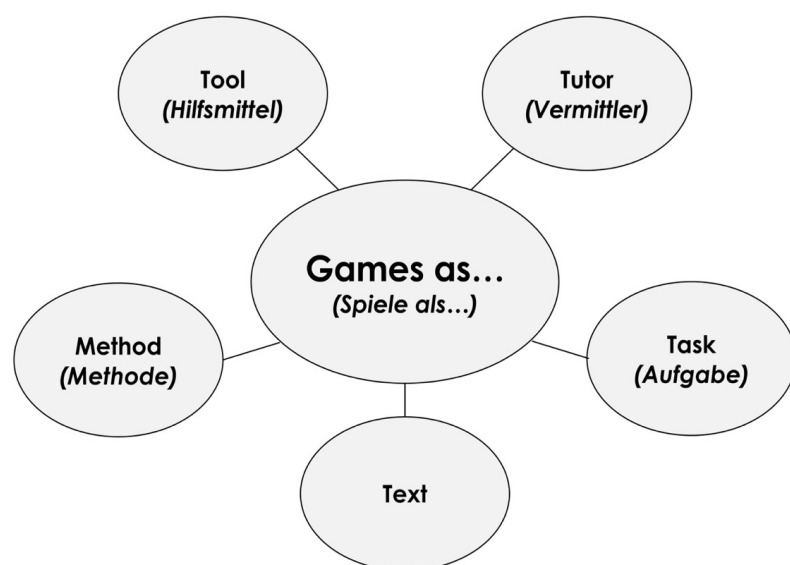 Tool
(Hilfsmittel)
Tutor
(Vermittler)
Games as…
(Spiele als…)
Method
(Methode)
Task
(Aufgabe)
Text